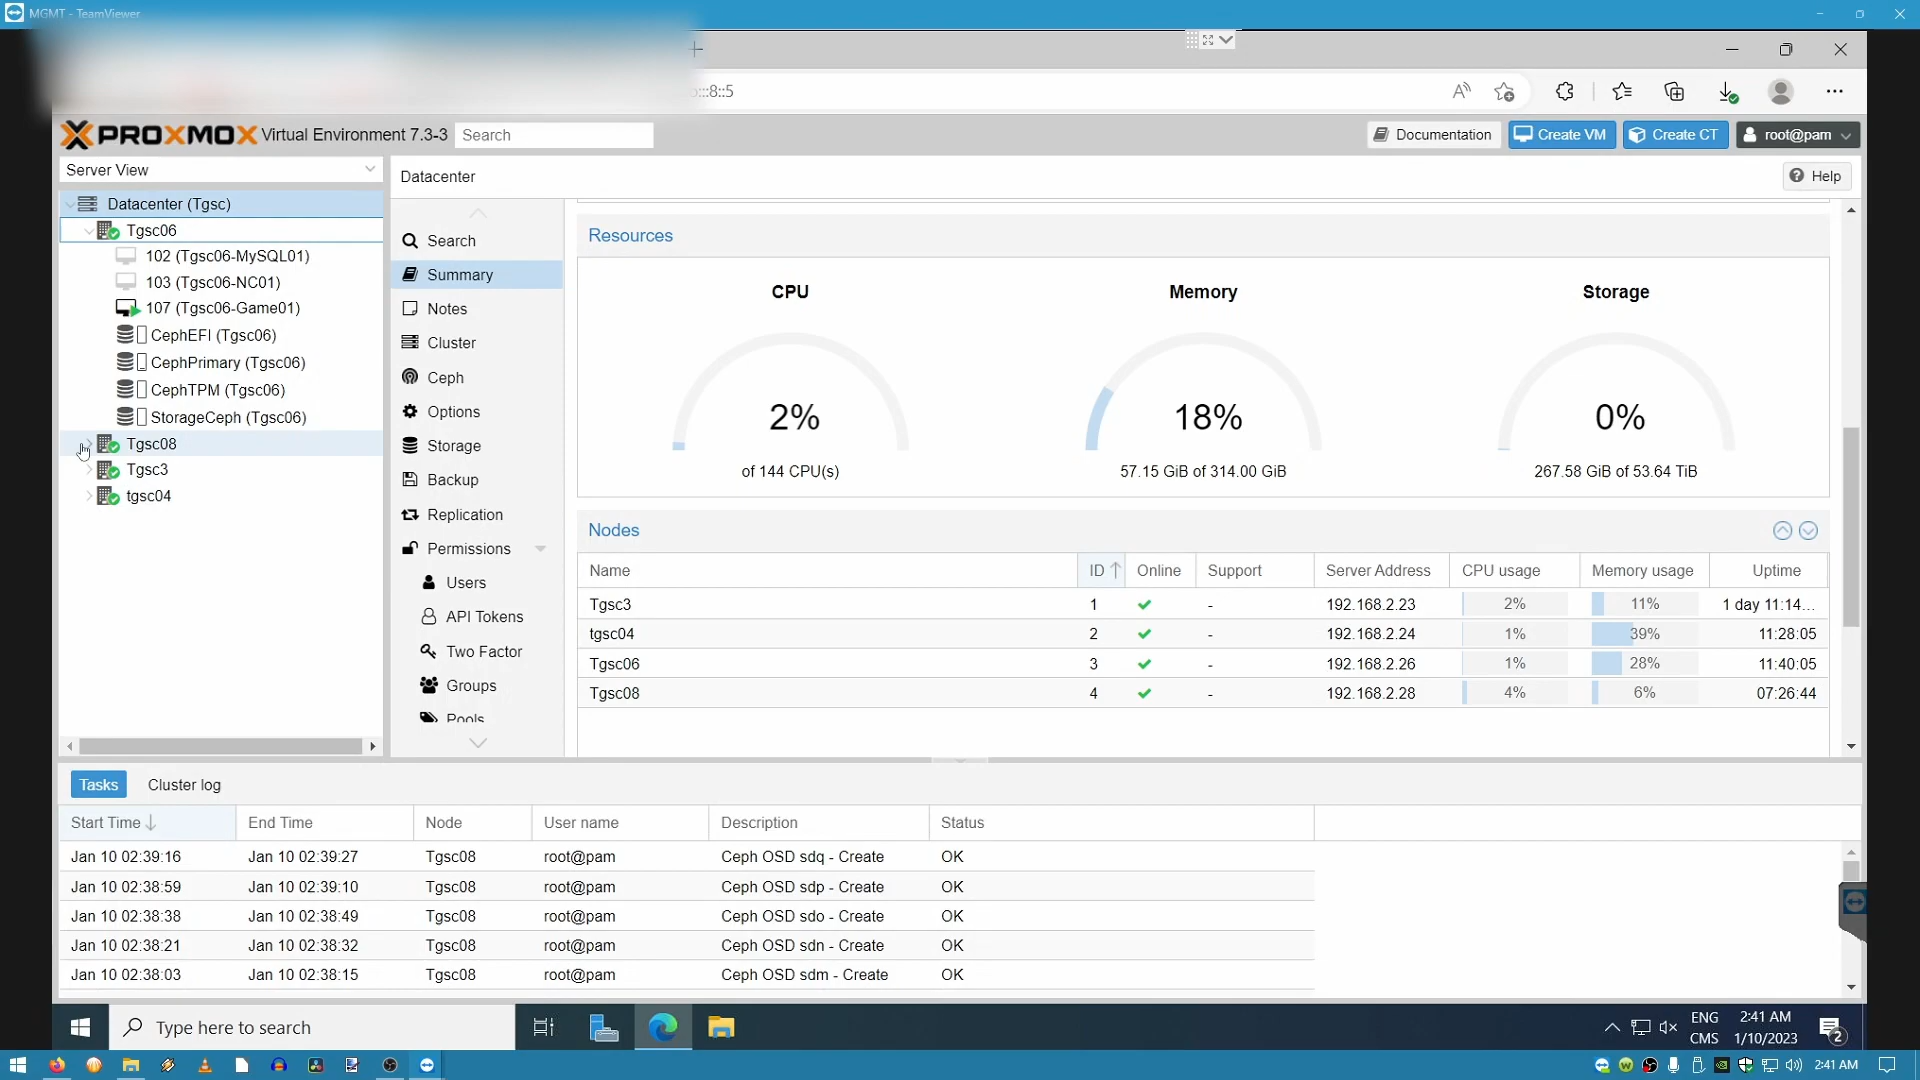 MGMT - TeamViewer
:::8::5
PROXMOX Virtual Environment 7.3-3
Search
Documentation
Create VM
Create CT
root@pam
Server View
Datacenter
Help
Datacenter (Tgsc)
Tgsc06
102 (Tgsc06-MySQL01)
103 (Tgsc06-NC01)
107 (Tgsc06-Game01)
CephEFI (Tgsc06)
CephPrimary (Tgsc06)
CephTPM (Tgsc06)
StorageCeph (Tgsc06)
Tgsc08
Tgsc3
tgsc04
Search
Summary
Notes
Cluster
Ceph
Options
Storage
Backup
Replication
Permissions
Users
API Tokens
Two Factor
Groups
Pools
Resources
CPU
Memory
Storage
2%
18%
0%
of 144 CPU(s)
57.15 GiB of 314.00 GiB
267.58 GiB of 53.64 TiB
Nodes
Name ID Online Support Server Address CPU usage Memory usage Uptime
Tgsc3 1 - 192.168.2.23 2% 11% 1 day 11:14...
tgsc04 2 - 192.168.2.24 1% 39% 11:28:05
Tgsc06 3 - 192.168.2.26 1% 28% 11:40:05
Tgsc08 4 - 192.168.2.28 4% 6% 07:26:44
Tasks
Cluster log
Start Time End Time Node User name Description Status
Jan 10 02:39:16 Jan 10 02:39:27 Tgsc08 root@pam Ceph OSD sdq - Create OK
Jan 10 02:38:59 Jan 10 02:39:10 Tgsc08 root@pam Ceph OSD sdp - Create OK
Jan 10 02:38:38 Jan 10 02:38:49 Tgsc08 root@pam Ceph OSD sdo - Create OK
Jan 10 02:38:21 Jan 10 02:38:32 Tgsc08 root@pam Ceph OSD sdn - Create OK
Jan 10 02:38:03 Jan 10 02:38:15 Tgsc08 root@pam Ceph OSD sdm - Create OK
Type here to search
ENG
CMS
2:41 AM
1/10/2023
2
2:41 AM